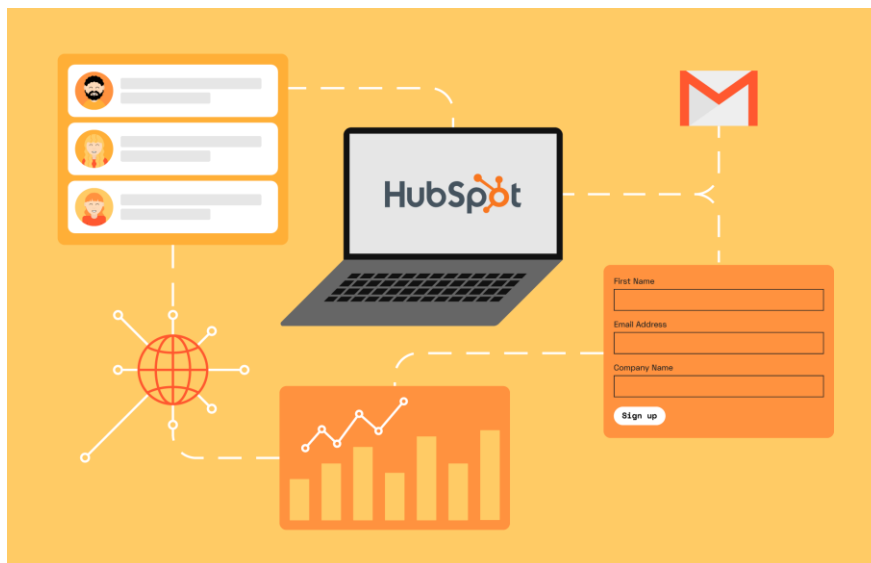 HubSpot
First Name
Email Address
Company Name
Sign up